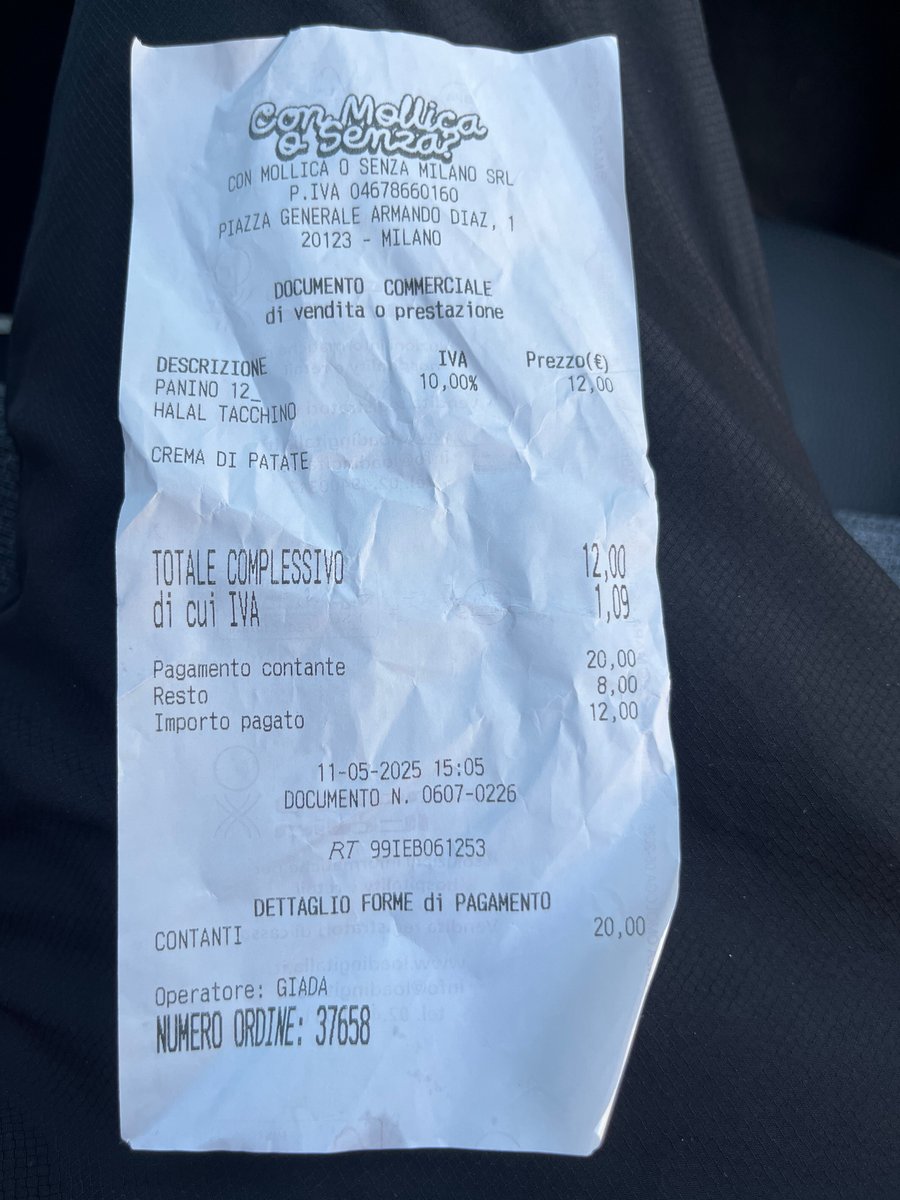 Con Mollica
o Senza?
CON MOLLICA O SENZA MILANO SRL
P.IVA 04678660160
PIAZZA GENERALE ARMANDO DIAZ, 1
20123 - MILANO
DOCUMENTO COMMERCIALE
di vendita o prestazione
DESCRIZIONE IVA Prezzo(€)
PANINO 12_ 10,00% 12,00
HALAL TACCHINO
CREMA DI PATATE
TOTALE COMPLESSIVO 12,00
di cui IVA 1,09
Pagamento contante 20,00
Resto 8,00
Importo pagato 12,00
11-05-2025 15:05
DOCUMENTO N. 0607-0226
RT 99IEB061253
DETTAGLIO FORME di PAGAMENTO
CONTANTI 20,00
Operatore: GIADA
NUMERO ORDINE: 37658